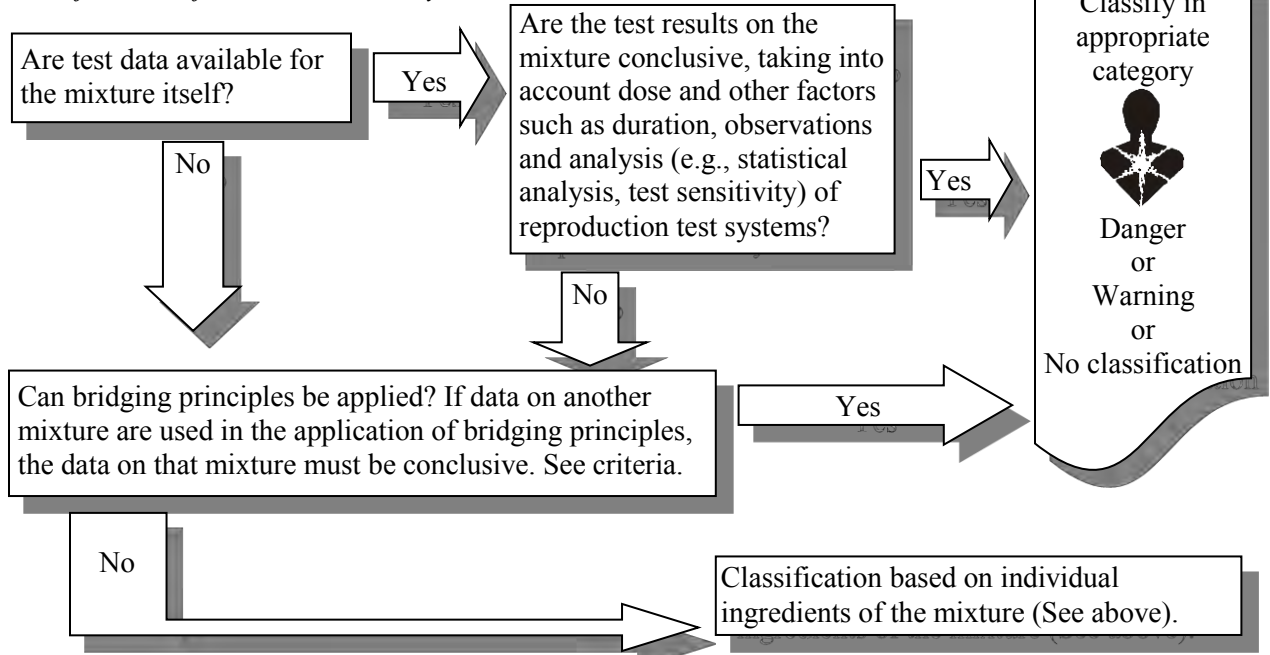 Are test data available for
the mixture itself?
Yes
Are the test results on the
mixture conclusive, taking into
account dose and other factors
such as duration, observations
and analysis (e.g., statistical
analysis, test sensitivity) of
reproduction test systems?
Yes
Classify in
appropriate
category
Danger
or
Warning
or
No classification
No
No
Can bridging principles be applied? If data on another
mixture are used in the application of bridging principles,
the data on that mixture must be conclusive. See criteria.
Yes
No
Classification based on individual
ingredients of the mixture (See above).